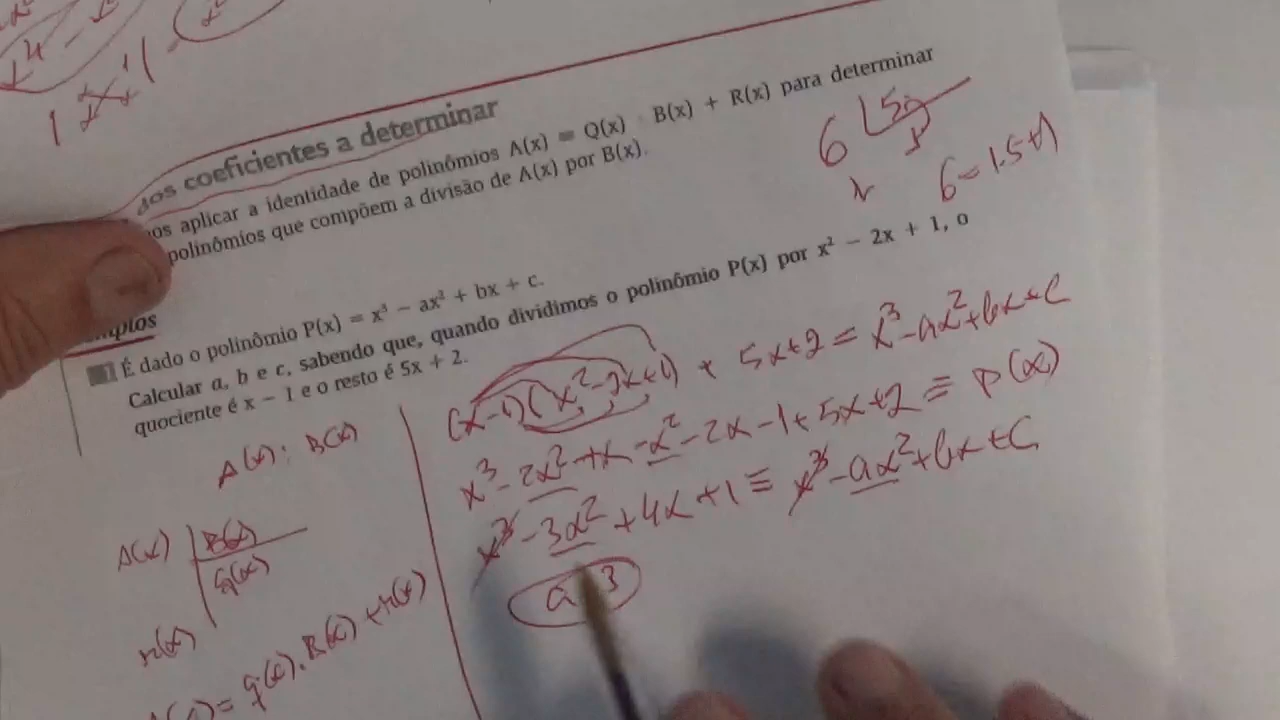 dos coeficientes a determinar
os aplicar a identidade de polinômios A(x) = Q(x) · B(x) + R(x) para determinar
polinômios que compõem a divisão de A(x) por B(x).
mplos
É dado o polinômio P(x) = x³ − ax² + bx + c.
Calcular a, b e c, sabendo que, quando dividimos o polinômio P(x) por x² − 2x + 1, o
quociente é x − 1 e o resto é 5x + 2.
6 |5
6 = 1.5+1
(x-1)(x²-2x+1) + 5x+2 = x³-ax²+bx+c
x³-2x²+x-x²-2x-1+5x+2 ≡ P(x)
x³-3x²+4x+1 ≡ x³-ax²+bx+c
a 3
A(x): B(x)
A(x) |B(x)
q(x)
r(x)
= q(x).B(x)+r(x)